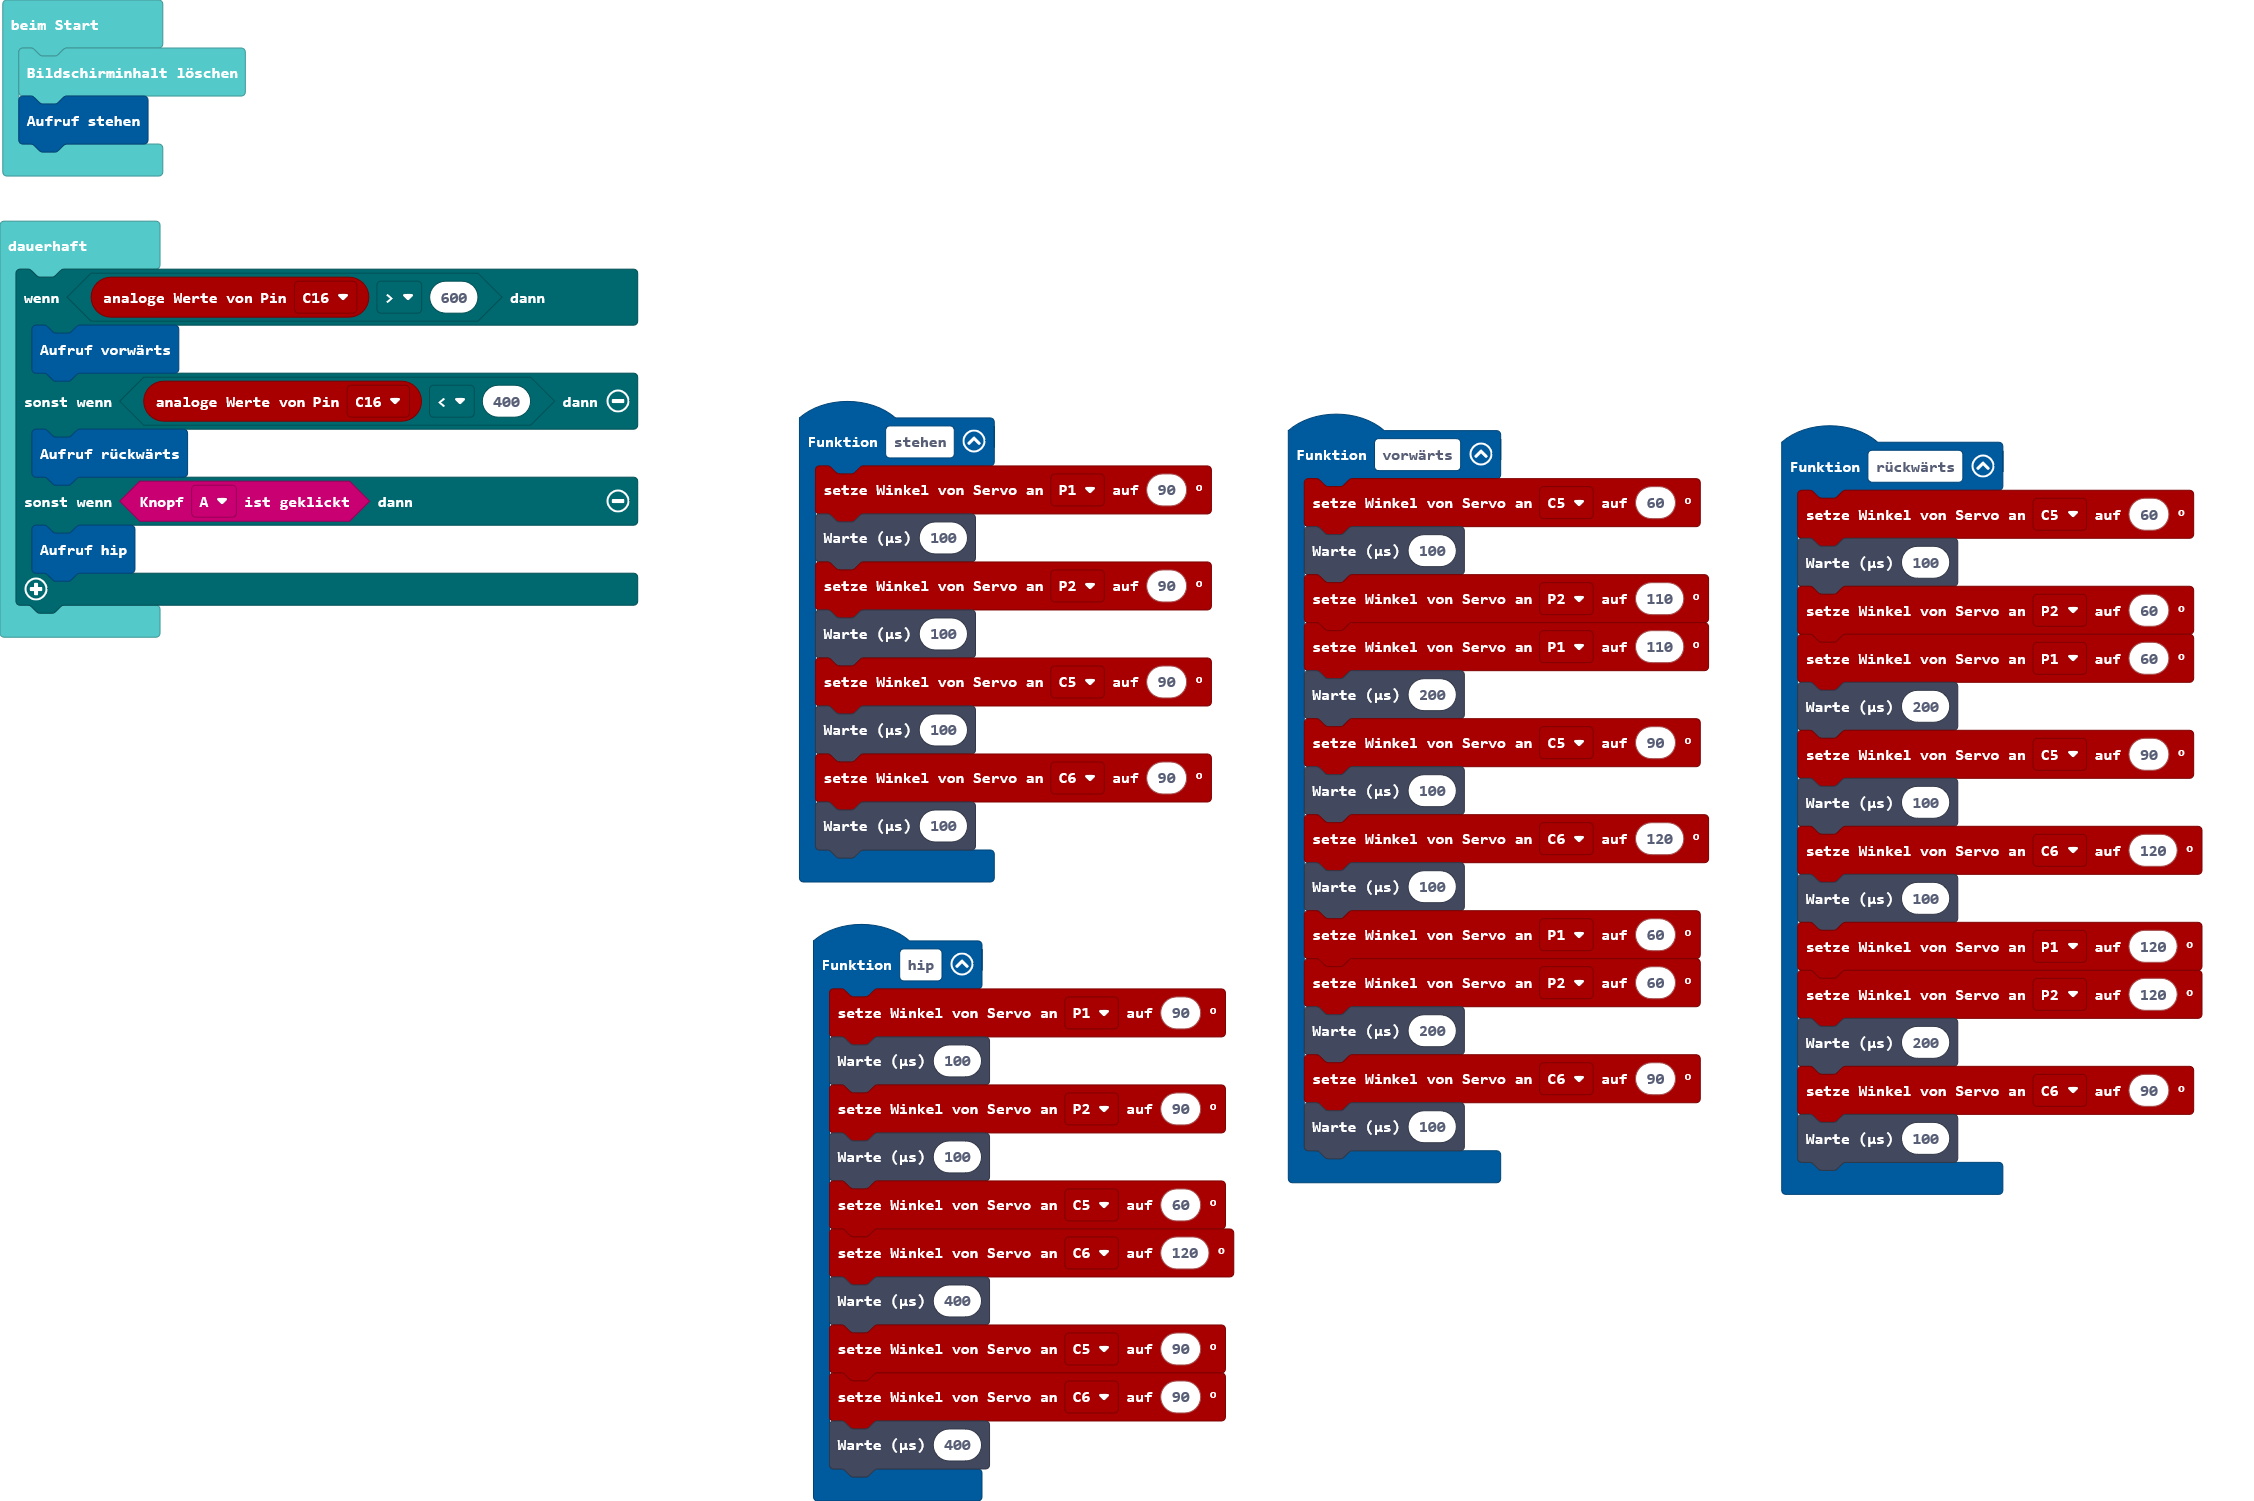 beim Start
Bildschirminhalt löschen
Aufruf stehen
dauerhaft
wenn analoge Werte von Pin C16 > 600 dann
Aufruf vorwärts
sonst wenn analoge Werte von Pin C16 < 400 dann
Aufruf rückwärts
sonst wenn Knopf A ist geklickt dann
Aufruf hip
Funktion stehen
setze Winkel von Servo an P1 auf 90 °
Warte (µs) 100
setze Winkel von Servo an P2 auf 90 °
Warte (µs) 100
setze Winkel von Servo an C5 auf 90 °
Warte (µs) 100
setze Winkel von Servo an C6 auf 90 °
Warte (µs) 100
Funktion hip
setze Winkel von Servo an P1 auf 90 °
Warte (µs) 100
setze Winkel von Servo an P2 auf 90 °
Warte (µs) 100
setze Winkel von Servo an C5 auf 60 °
setze Winkel von Servo an C6 auf 120 °
Warte (µs) 400
setze Winkel von Servo an C5 auf 90 °
setze Winkel von Servo an C6 auf 90 °
Warte (µs) 400
Funktion vorwärts
setze Winkel von Servo an C5 auf 60 °
Warte (µs) 100
setze Winkel von Servo an P2 auf 110 °
setze Winkel von Servo an P1 auf 110 °
Warte (µs) 200
setze Winkel von Servo an C5 auf 90 °
Warte (µs) 100
setze Winkel von Servo an C6 auf 120 °
Warte (µs) 100
setze Winkel von Servo an P1 auf 60 °
setze Winkel von Servo an P2 auf 60 °
Warte (µs) 200
setze Winkel von Servo an C6 auf 90 °
Warte (µs) 100
Funktion rückwärts
setze Winkel von Servo an C5 auf 60 °
Warte (µs) 100
setze Winkel von Servo an P2 auf 60 °
setze Winkel von Servo an P1 auf 60 °
Warte (µs) 200
setze Winkel von Servo an C5 auf 90 °
Warte (µs) 100
setze Winkel von Servo an C6 auf 120 °
Warte (µs) 100
setze Winkel von Servo an P1 auf 120 °
setze Winkel von Servo an P2 auf 120 °
Warte (µs) 200
setze Winkel von Servo an C6 auf 90 °
Warte (µs) 100